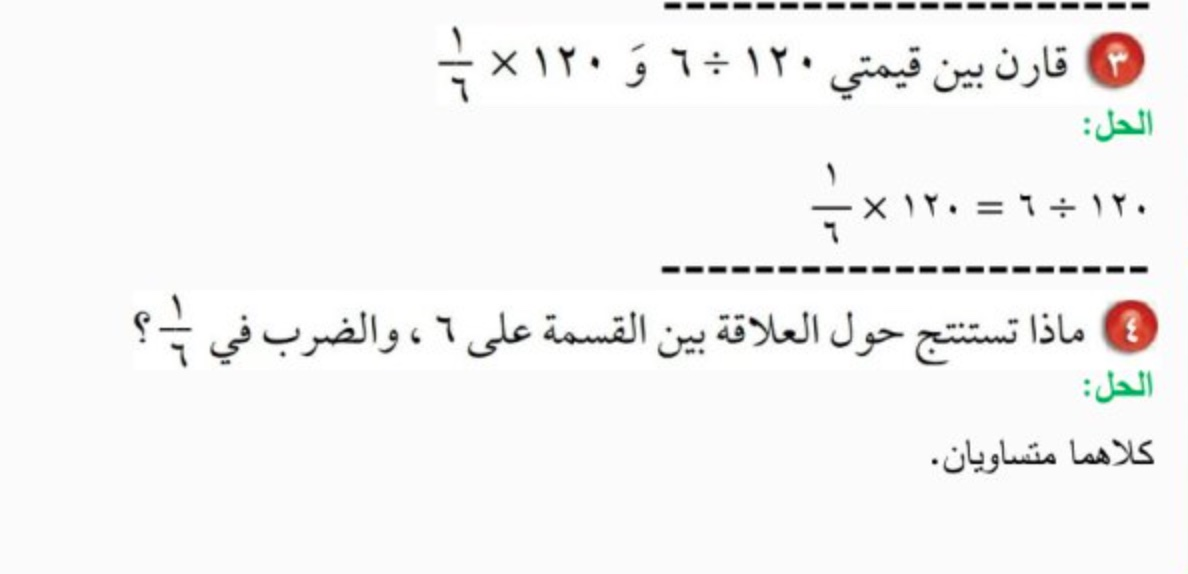 ٣ قارن بين قيمتي ١٢٠ ÷ ٦ وَ ١٢٠ × ١/٦
الحل:
١٢٠ ÷ ٦ = ١٢٠ × ١/٦
٤ ماذا تستنتج حول العلاقة بين القسمة على ٦ ، والضرب في ١/٦ ؟
الحل:
كلاهما متساويان.